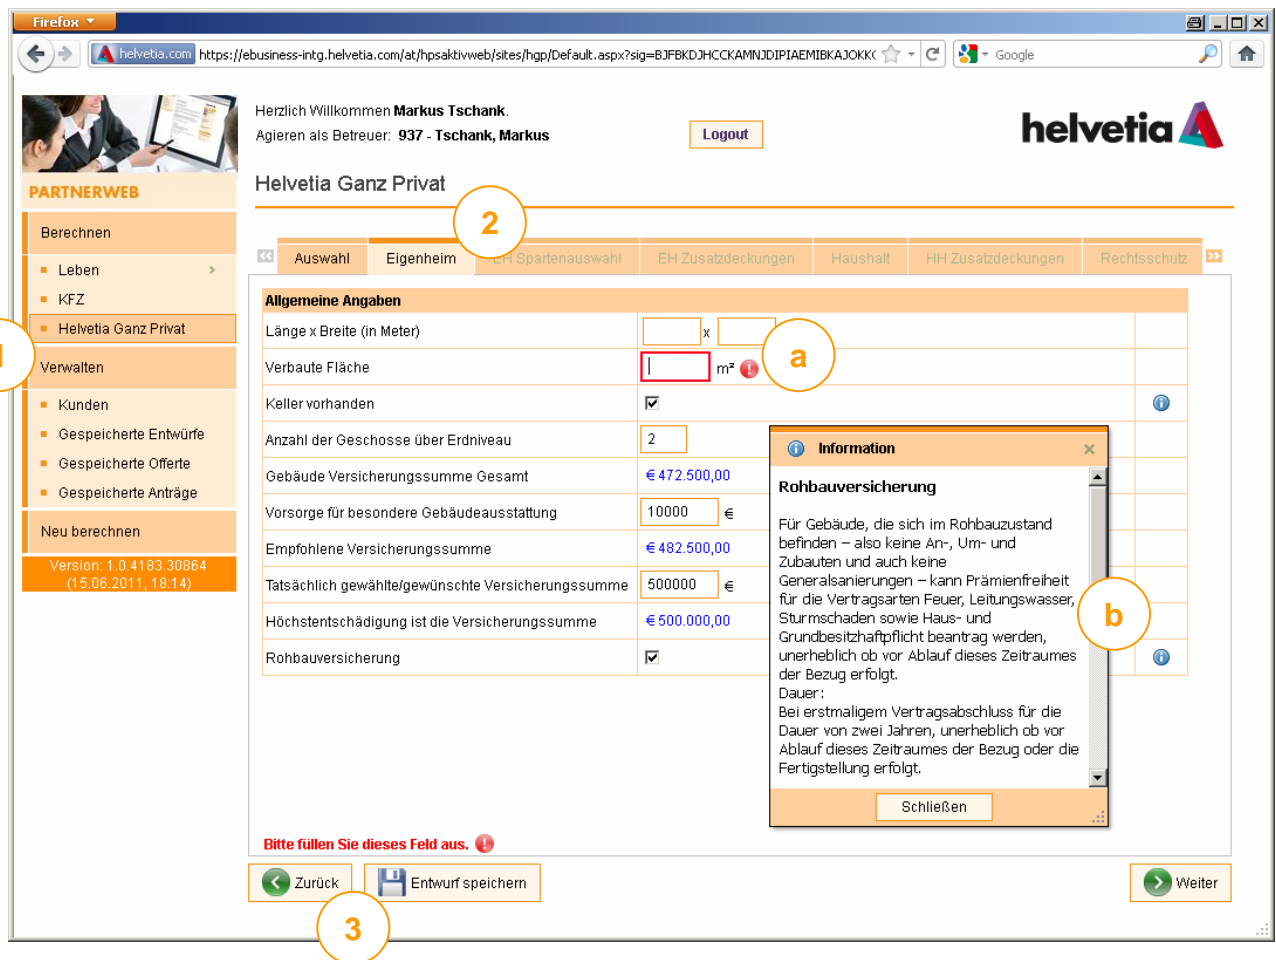 Firefox
helvetia.com https://ebusiness-intg.helvetia.com/at/hpsaktivweb/sites/hgp/Default.aspx?sig=BJFBKDJHCCKAMNJDIPIAEMIBKAJOKK(
Google
Herzlich Willkommen Markus Tschank.
Agieren als Betreuer: 937 - Tschank, Markus
Logout
helvetia
PARTNERWEB
Helvetia Ganz Privat
2
Berechnen
Leben
KFZ
Helvetia Ganz Privat
1
Verwalten
Kunden
Gespeicherte Entwürfe
Gespeicherte Offerte
Gespeicherte Anträge
Neu berechnen
Version: 1.0.4183.30864
(15.06.2011, 18:14)
Auswahl Eigenheim EH Spartenauswahl EH Zusatzdeckungen Haushalt HH Zusatzdeckungen Rechtsschutz
Allgemeine Angaben
Länge x Breite (in Meter) x
a
Verbaute Fläche m²
Keller vorhanden
Anzahl der Geschosse über Erdniveau 2
Gebäude Versicherungssumme Gesamt € 472.500,00
Vorsorge für besondere Gebäudeausstattung 10000 €
Empfohlene Versicherungssumme € 482.500,00
Tatsächlich gewählte/gewünschte Versicherungssumme 500000 €
Höchstentschädigung ist die Versicherungssumme € 500.000,00
Rohbauversicherung
Information
Rohbauversicherung
Für Gebäude, die sich im Rohbauzustand
befinden – also keine An-, Um- und
Zubauten und auch keine
Generalsanierungen – kann Prämienfreiheit
für die Vertragsarten Feuer, Leitungswasser,
Sturmschaden sowie Haus- und
Grundbesitzhaftpflicht beantrag werden,
unerheblich ob vor Ablauf dieses Zeitraumes
der Bezug erfolgt.
Dauer:
Bei erstmaligem Vertragsabschluss für die
Dauer von zwei Jahren, unerheblich ob vor
Ablauf dieses Zeitraumes der Bezug oder die
Fertigstellung erfolgt.
b
Schließen
Bitte füllen Sie dieses Feld aus.
Zurück Entwurf speichern Weiter
3